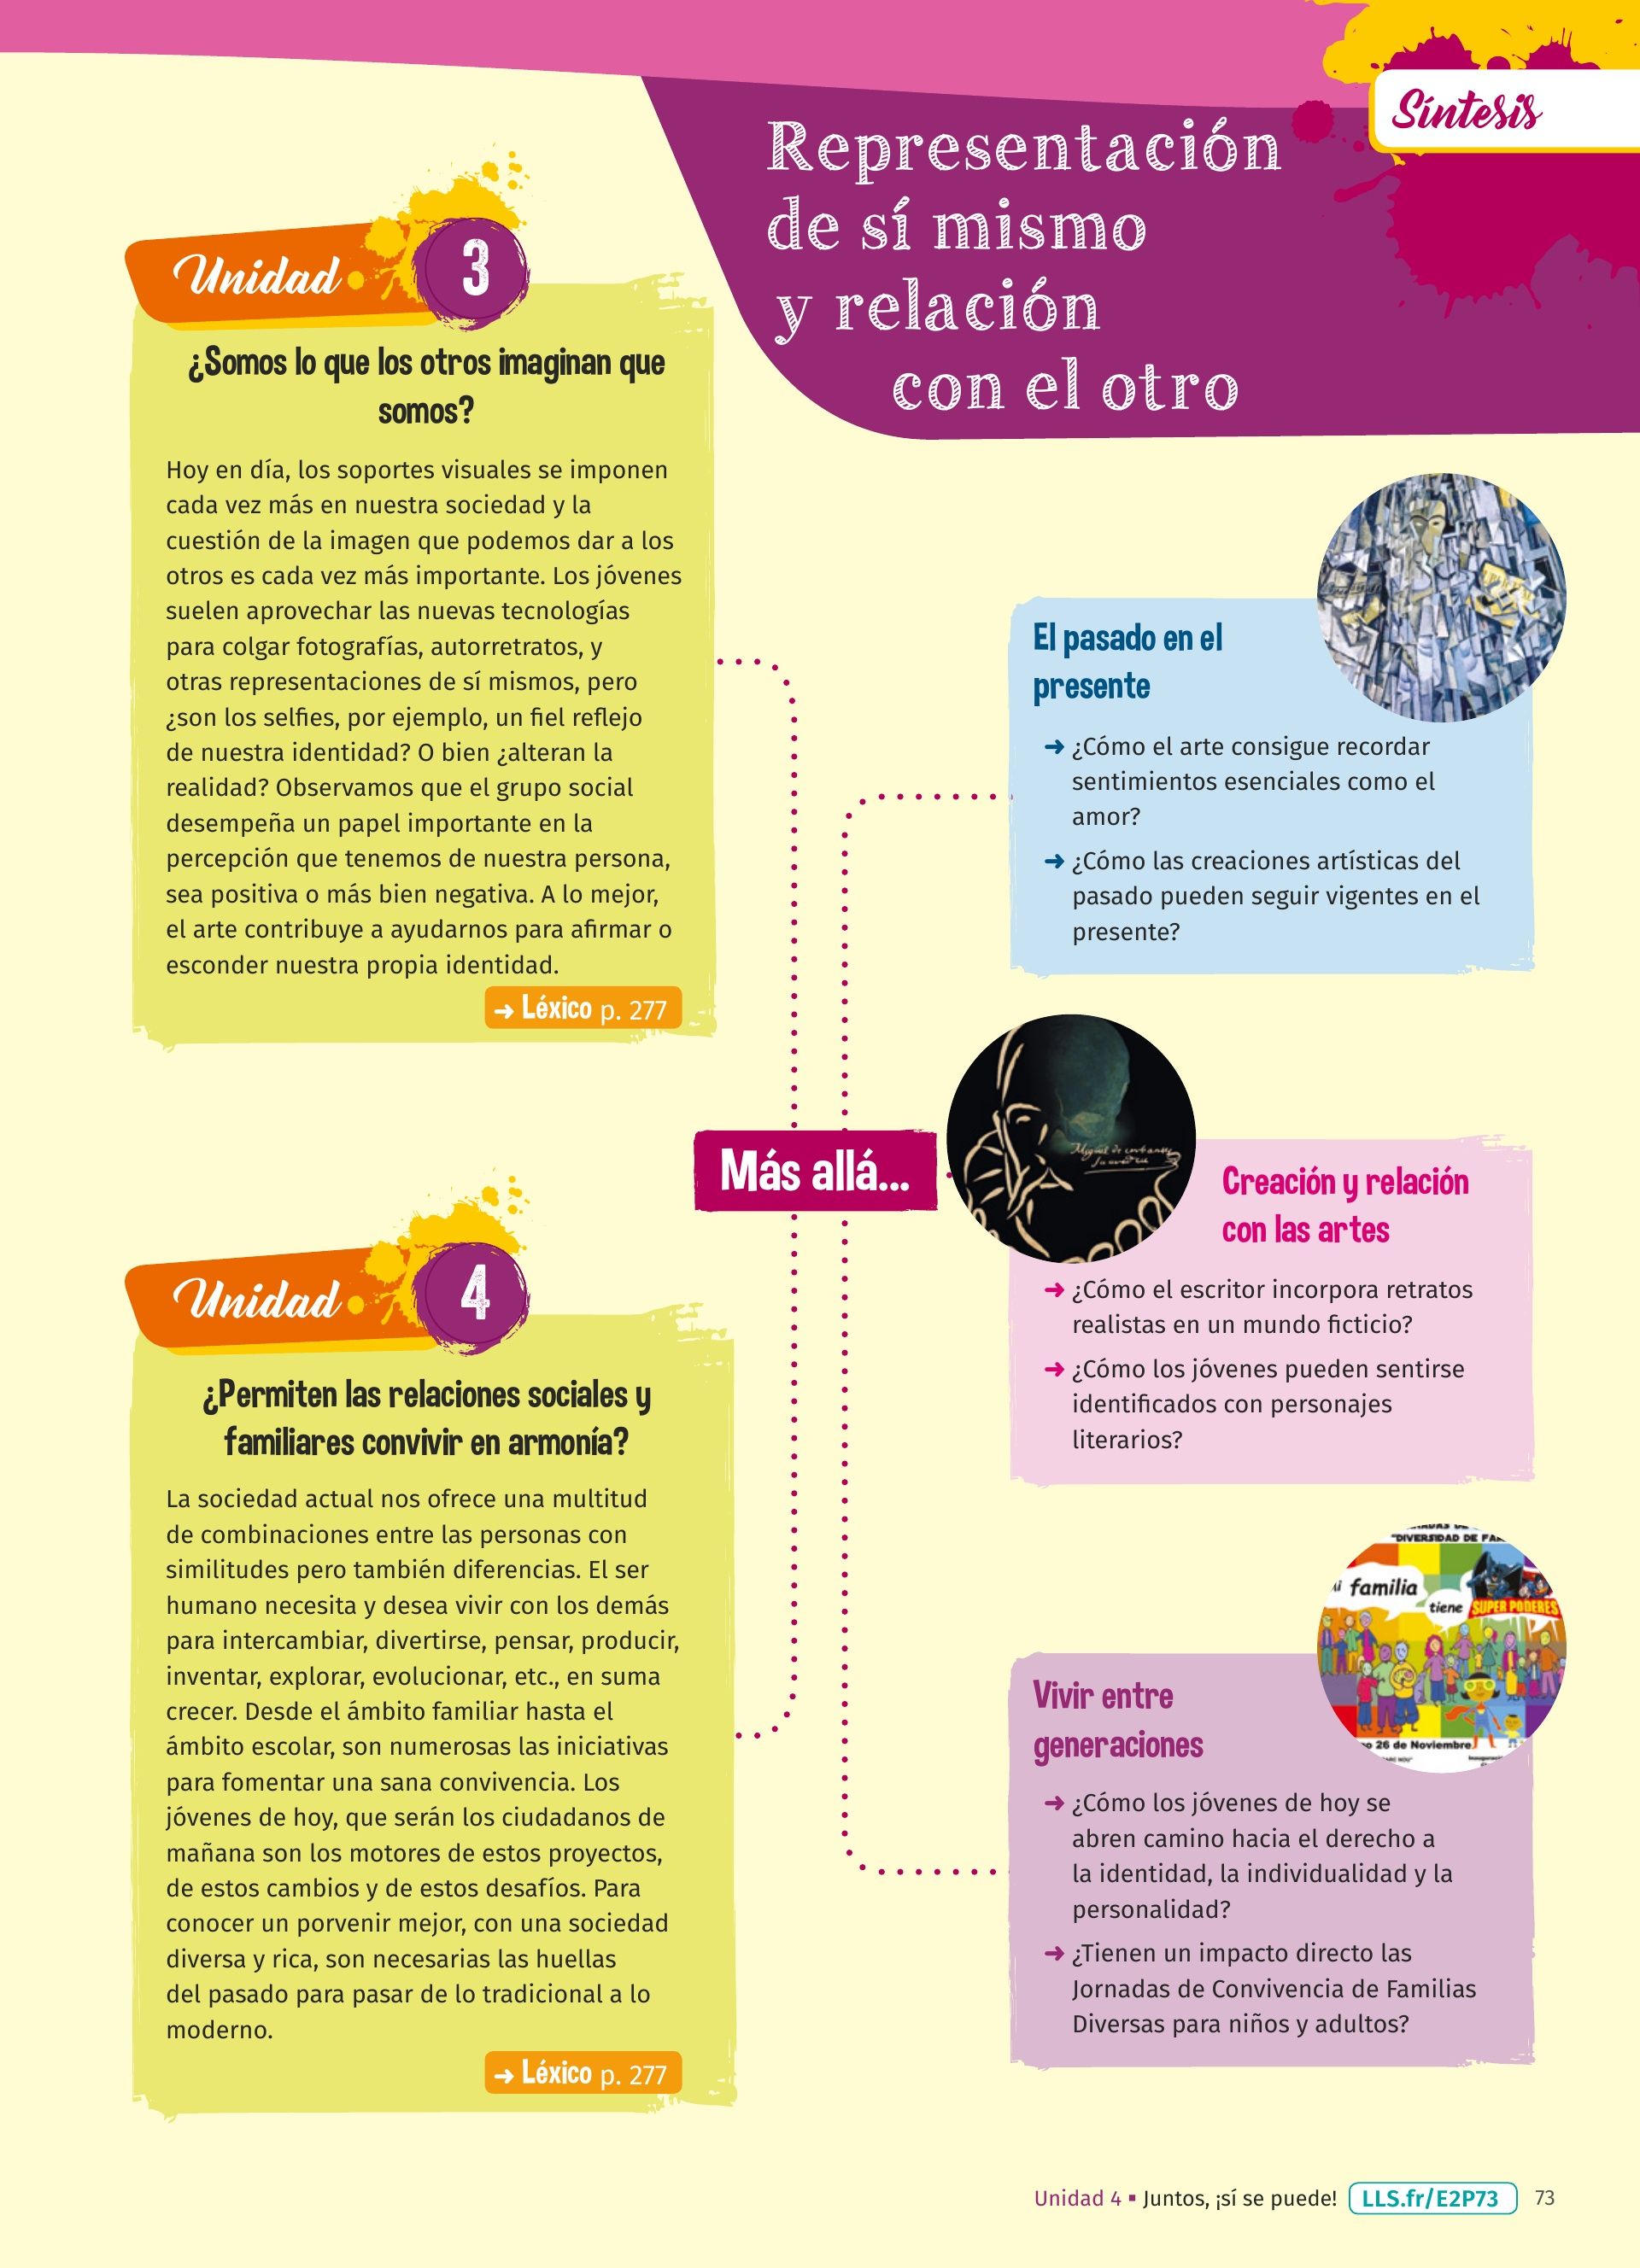 Síntesis
Representación
de sí mismo
y relación
con el otro
Unidad 3
¿Somos lo que los otros imaginan que
somos?
Hoy en día, los soportes visuales se imponen
cada vez más en nuestra sociedad y la
cuestión de la imagen que podemos dar a los
otros es cada vez más importante. Los jóvenes
suelen aprovechar las nuevas tecnologías
para colgar fotografías, autorretratos, y
otras representaciones de sí mismos, pero
¿son los selfies, por ejemplo, un fiel reflejo
de nuestra identidad? O bien ¿alteran la
realidad? Observamos que el grupo social
desempeña un papel importante en la
percepción que tenemos de nuestra persona,
sea positiva o más bien negativa. A lo mejor,
el arte contribuye a ayudarnos para afirmar o
esconder nuestra propia identidad.
➜ Léxico p. 277
Unidad 4
¿Permiten las relaciones sociales y
familiares convivir en armonía?
La sociedad actual nos ofrece una multitud
de combinaciones entre las personas con
similitudes pero también diferencias. El ser
humano necesita y desea vivir con los demás
para intercambiar, divertirse, pensar, producir,
inventar, explorar, evolucionar, etc., en suma
crecer. Desde el ámbito familiar hasta el
ámbito escolar, son numerosas las iniciativas
para fomentar una sana convivencia. Los
jóvenes de hoy, que serán los ciudadanos de
mañana son los motores de estos proyectos,
de estos cambios y de estos desafíos. Para
conocer un porvenir mejor, con una sociedad
diversa y rica, son necesarias las huellas
del pasado para pasar de lo tradicional a lo
moderno.
➜ Léxico p. 277
Más allá...
El pasado en el
presente
➜ ¿Cómo el arte consigue recordar
sentimientos esenciales como el
amor?
➜ ¿Cómo las creaciones artísticas del
pasado pueden seguir vigentes en el
presente?
Miguel de
Creación y relación
con las artes
➜ ¿Cómo el escritor incorpora retratos
realistas en un mundo ficticio?
➜ ¿Cómo los jóvenes pueden sentirse
identificados con personajes
literarios?
"DIVERSIDAD DE
familia
tiene
SUPER PODERES
26 de Noviembre
Vivir entre
generaciones
➜ ¿Cómo los jóvenes de hoy se
abren camino hacia el derecho a
la identidad, la individualidad y la
personalidad?
➜ ¿Tienen un impacto directo las
Jornadas de Convivencia de Familias
Diversas para niños y adultos?
Unidad 4 ▪ Juntos, ¡sí se puede! LLS.fr/E2P73 73